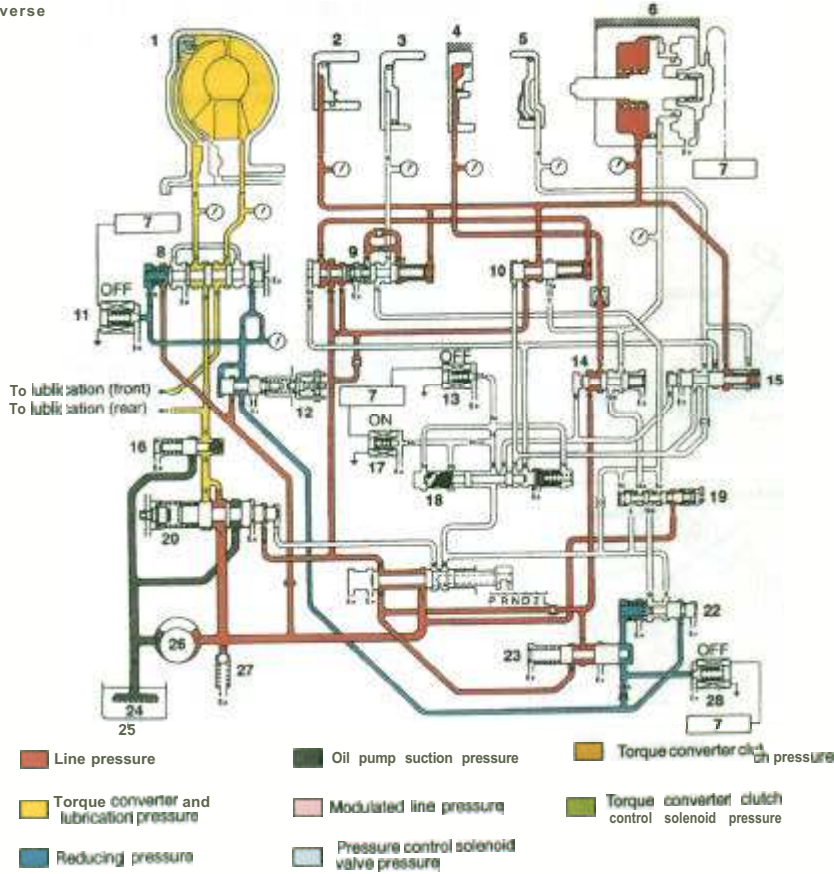 verse
1
2
3
4
5
6
7
7
8
9
10
OFF
11
OFF
7
12
13
14
15
To lublication (front)
To lublication (rear)
ON
16
17
18
19
20
P R N D 2 L
22
23
OFF
26
27
28
24
25
7
Line pressure
Oil pump suction pressure
Torque converter clutch pressure
Torque converter and
lubrication pressure
Modulated line pressure
Torque converter clutch
control solenoid pressure
Reducing pressure
Pressure control solenoid
valve pressure